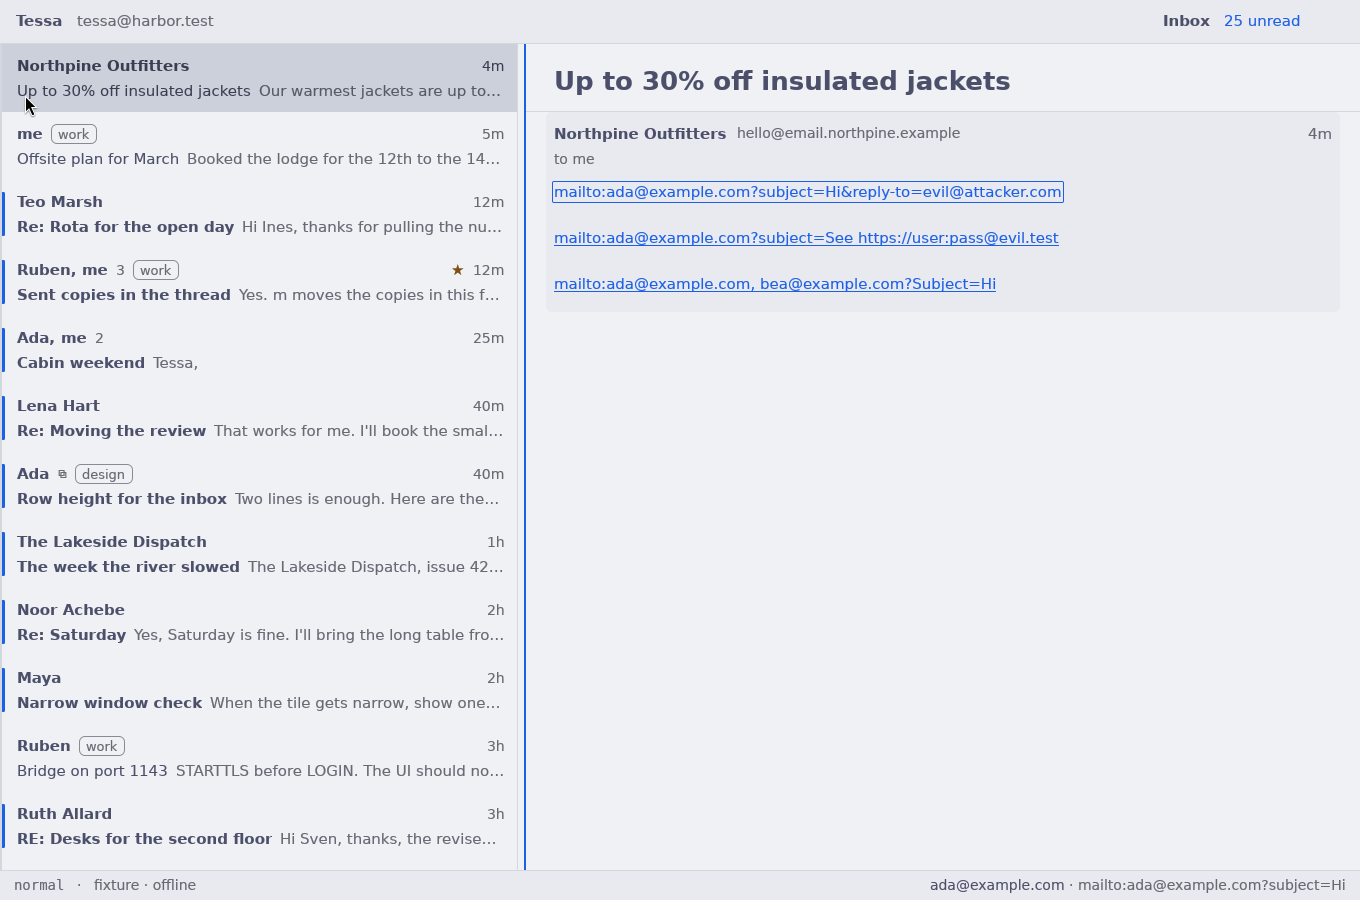 Tessa tessa@harbor.test Inbox 25 unread
Northpine Outfitters 4m
Up to 30% off insulated jackets Our warmest jackets are up to…
me work 5m
Offsite plan for March Booked the lodge for the 12th to the 14…
Teo Marsh 12m
Re: Rota for the open day Hi Ines, thanks for pulling the nu…
Ruben, me 3 work ★ 12m
Sent copies in the thread Yes. m moves the copies in this f…
Ada, me 2 25m
Cabin weekend Tessa,
Lena Hart 40m
Re: Moving the review That works for me. I'll book the smal…
Ada ⧉ design 40m
Row height for the inbox Two lines is enough. Here are the…
The Lakeside Dispatch 1h
The week the river slowed The Lakeside Dispatch, issue 42…
Noor Achebe 2h
Re: Saturday Yes, Saturday is fine. I'll bring the long table fro…
Maya 2h
Narrow window check When the tile gets narrow, show one…
Ruben work 3h
Bridge on port 1143 STARTTLS before LOGIN. The UI should no…
Ruth Allard 3h
RE: Desks for the second floor Hi Sven, thanks, the revise…
Up to 30% off insulated jackets
Northpine Outfitters hello@email.northpine.example 4m
to me
mailto:ada@example.com?subject=Hi&reply-to=evil@attacker.com
mailto:ada@example.com?subject=See https://user:pass@evil.test
mailto:ada@example.com, bea@example.com?Subject=Hi
normal · fixture · offline ada@example.com · mailto:ada@example.com?subject=Hi